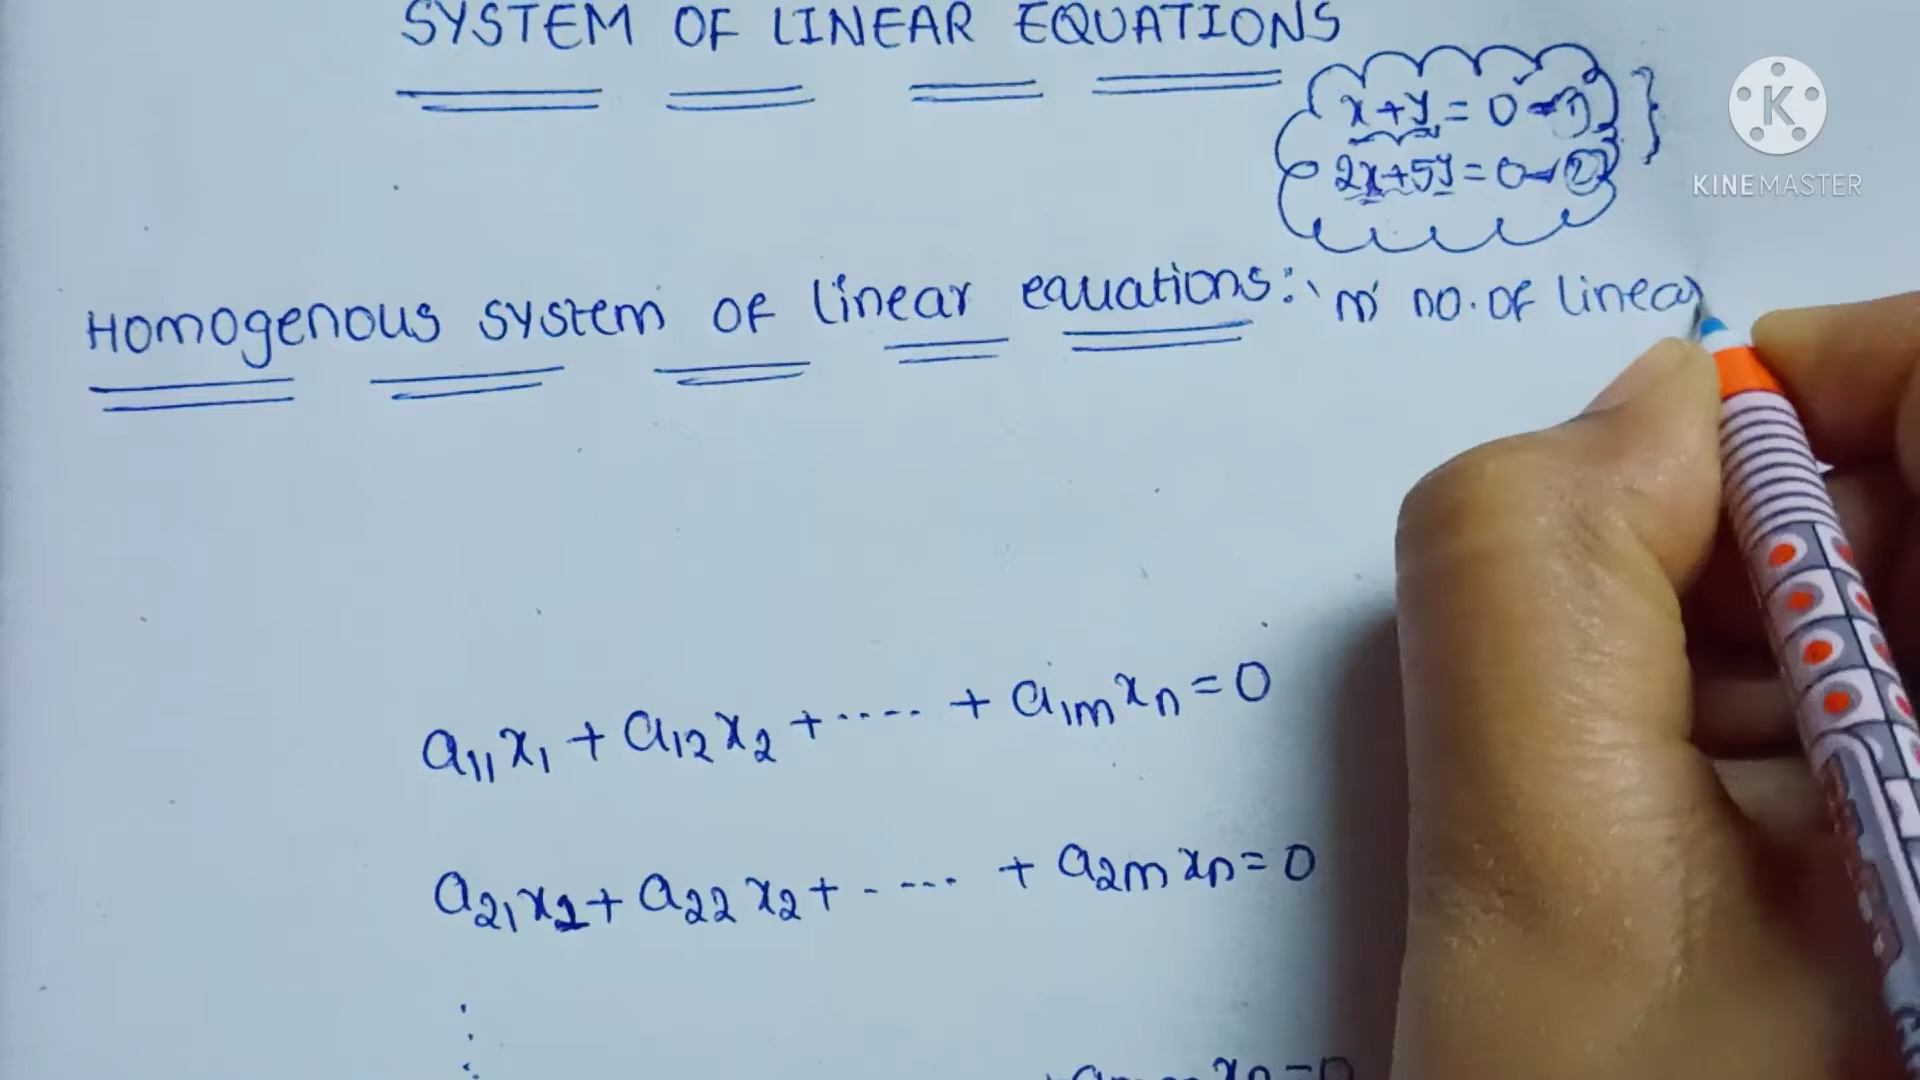 SYSTEM OF LINEAR EQUATIONS
x+y = 0 - 1
2x+5y = 0 - 2
KINEMASTER
Homogenous system of linear equations: 'm' no. of linear
a₁₁x₁ + a₁₂x₂ + ---- + a₁ₘxₙ = 0
a₂₁x₁ + a₂₂x₂ + ---- + a₂ₘxₙ = 0